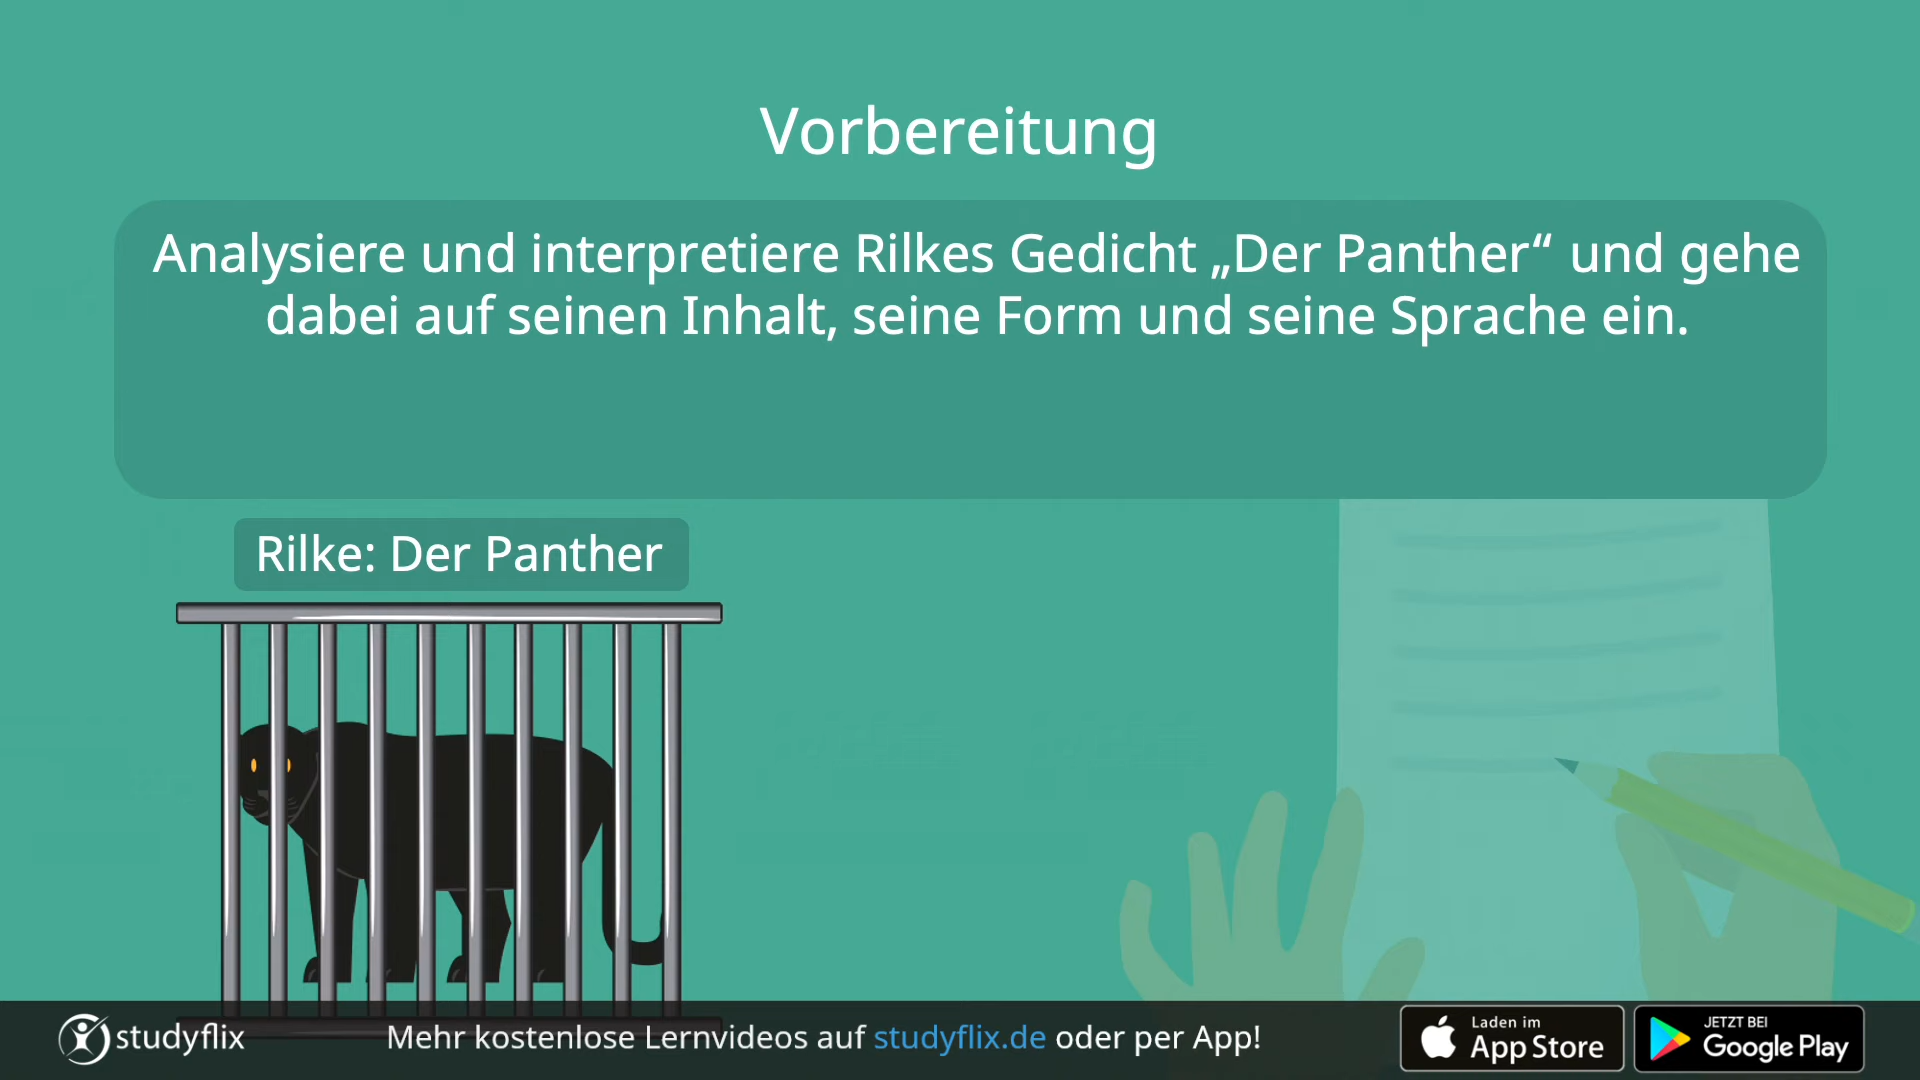 Vorbereitung
Analysiere und interpretiere Rilkes Gedicht „Der Panther“ und gehe
dabei auf seinen Inhalt, seine Form und seine Sprache ein.
Rilke: Der Panther
studyflix
Mehr kostenlose Lernvideos auf studyflix.de oder per App!
Laden im
App Store
JETZT BEI
Google Play